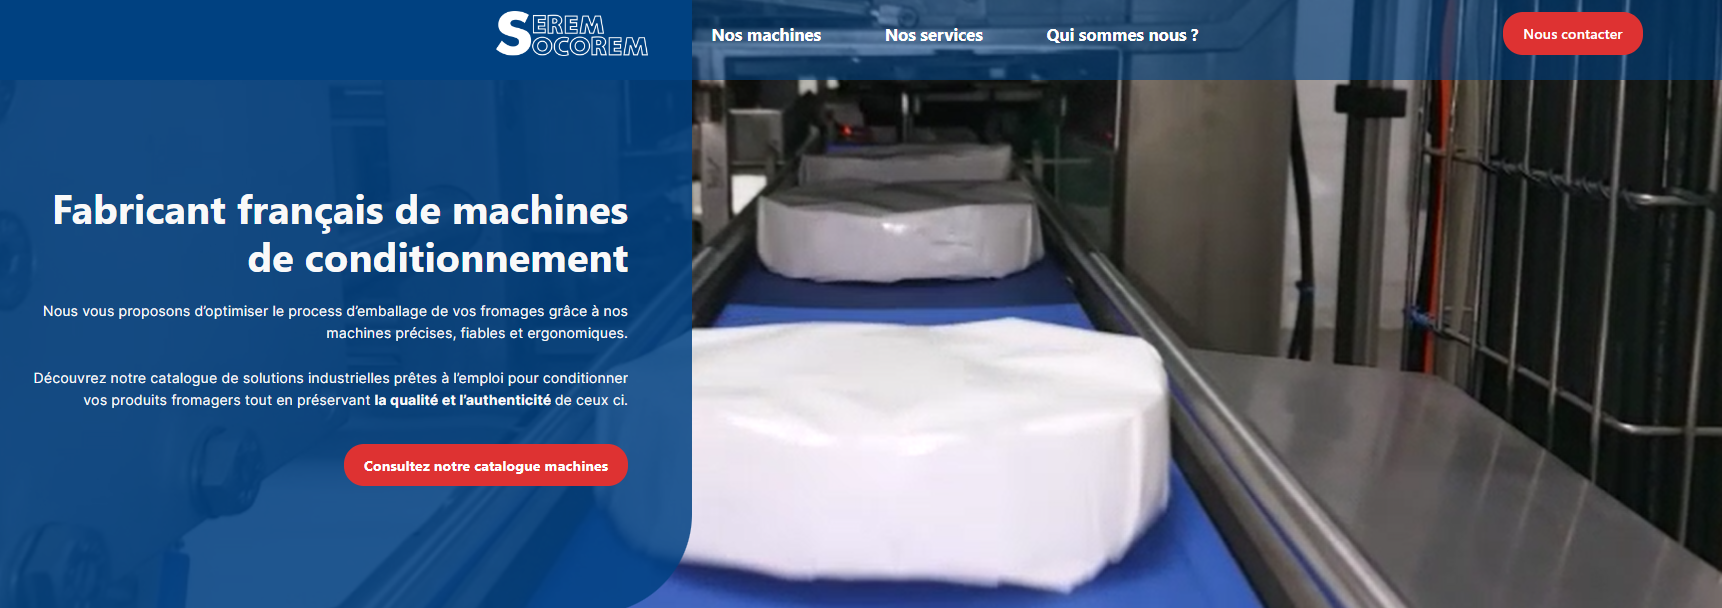 SEREM
SOCOREM
Nos machines
Nos services
Qui sommes nous ?
Nous contacter
Fabricant français de machines
de conditionnement
Nous vous proposons d’optimiser le process d’emballage de vos fromages grâce à nos
machines précises, fiables et ergonomiques.
Découvrez notre catalogue de solutions industrielles prêtes à l’emploi pour conditionner
vos produits fromagers tout en préservant la qualité et l’authenticité de ceux ci.
Consultez notre catalogue machines